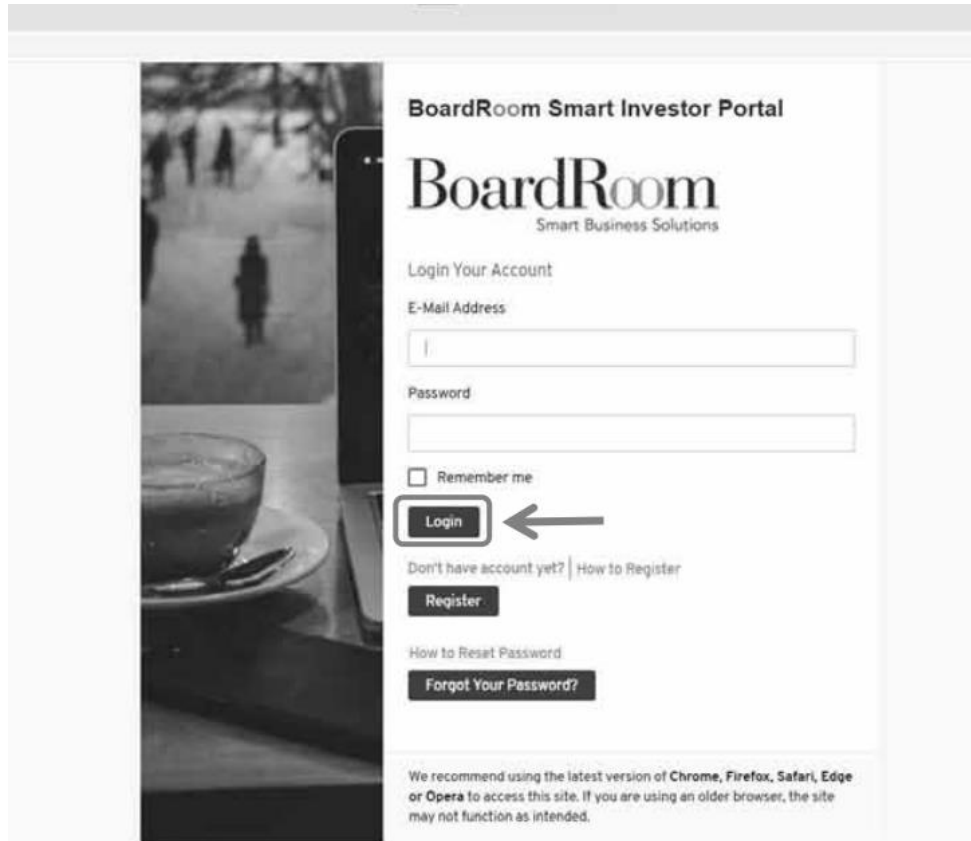 BoardRoom Smart Investor Portal
BoardRoom
Smart Business Solutions
Login Your Account
E-Mail Address
Password
Remember me
Login
Don't have account yet? | How to Register
Register
How to Reset Password
Forgot Your Password?
We recommend using the latest version of Chrome, Firefox, Safari, Edge
or Opera to access this site. If you are using an older browser, the site
may not function as intended.